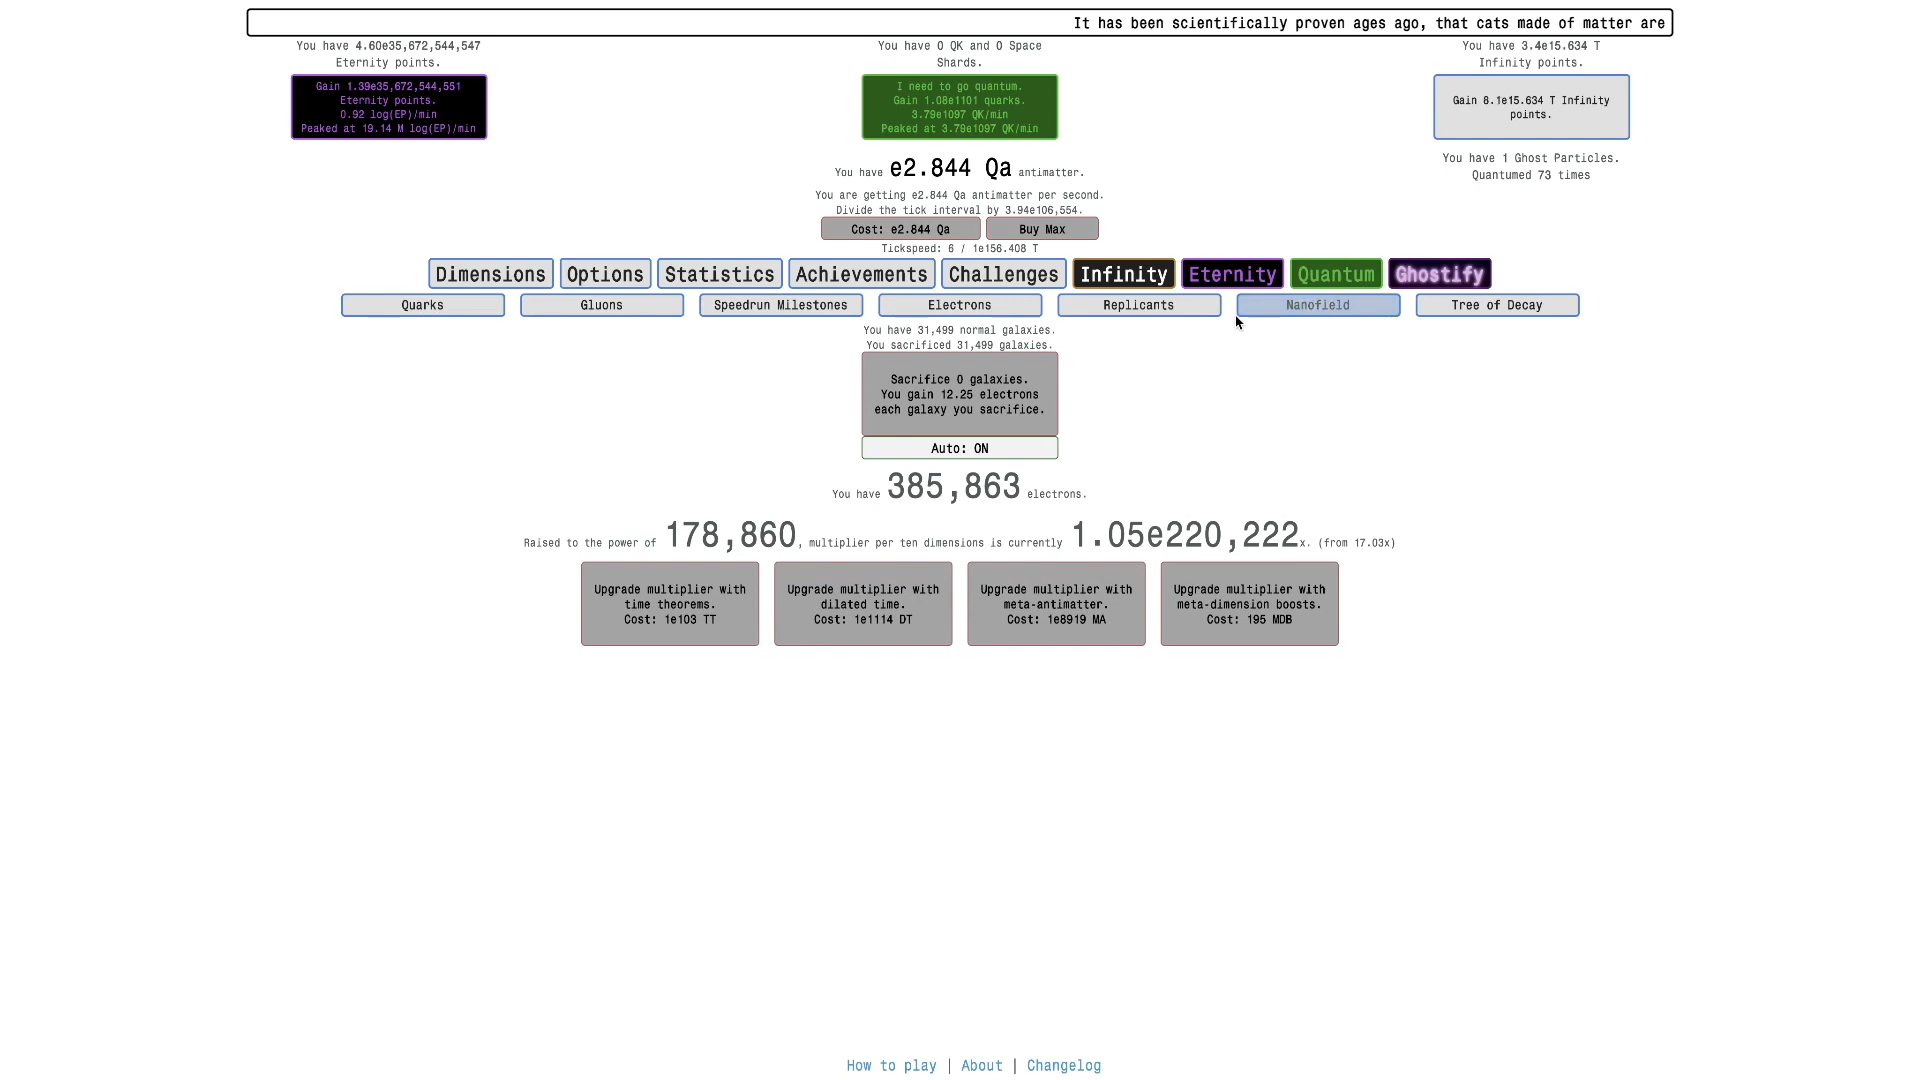 It has been scientifically proven ages ago, that cats made of matter are
You have 4.60e35,672,544,547
Eternity points.
Gain 1.39e35,672,544,551
Eternity points.
0.92 log(EP)/min
Peaked at 19.14 M log(EP)/min
You have 0 QK and 0 Space
Shards.
I need to go quantum.
Gain 1.08e1101 quarks.
3.79e1097 QK/min
Peaked at 3.79e1097 QK/min
You have 3.4e15.634 T
Infinity points.
Gain 6.1e15.634 T Infinity
points.
You have 1 Ghost Particles.
Quantumed 73 times
You have e2.844 Qa antimatter.
You are getting e2.844 Qa antimatter per second.
Divide the tick interval by 3.94e106,554.
Cost: e2.844 Qa
Buy Max
Tickspeed: 6 / 1e156.408 T
Dimensions
Options
Statistics
Achievements
Challenges
Infinity
Eternity
Quantum
Ghostify
Quarks
Gluons
Speedrun Milestones
Electrons
Replicants
Nanofield
Tree of Decay
You have 31,499 normal galaxies.
You sacrificed 31,499 galaxies.
Sacrifice 0 galaxies.
You gain 12.25 electrons
each galaxy you sacrifice.
Auto: ON
You have 385,863 electrons.
Raised to the power of 178,860, multiplier per ten dimensions is currently 1.05e220,222x. (from 17.03x)
Upgrade multiplier with
time theorems.
Cost: 1e103 TT
Upgrade multiplier with
dilated time.
Cost: 1e1114 DT
Upgrade multiplier with
meta-antimatter.
Cost: 1e8919 MA
Upgrade multiplier with
meta-dimension boosts.
Cost: 195 MDB
How to play | About | Changelog